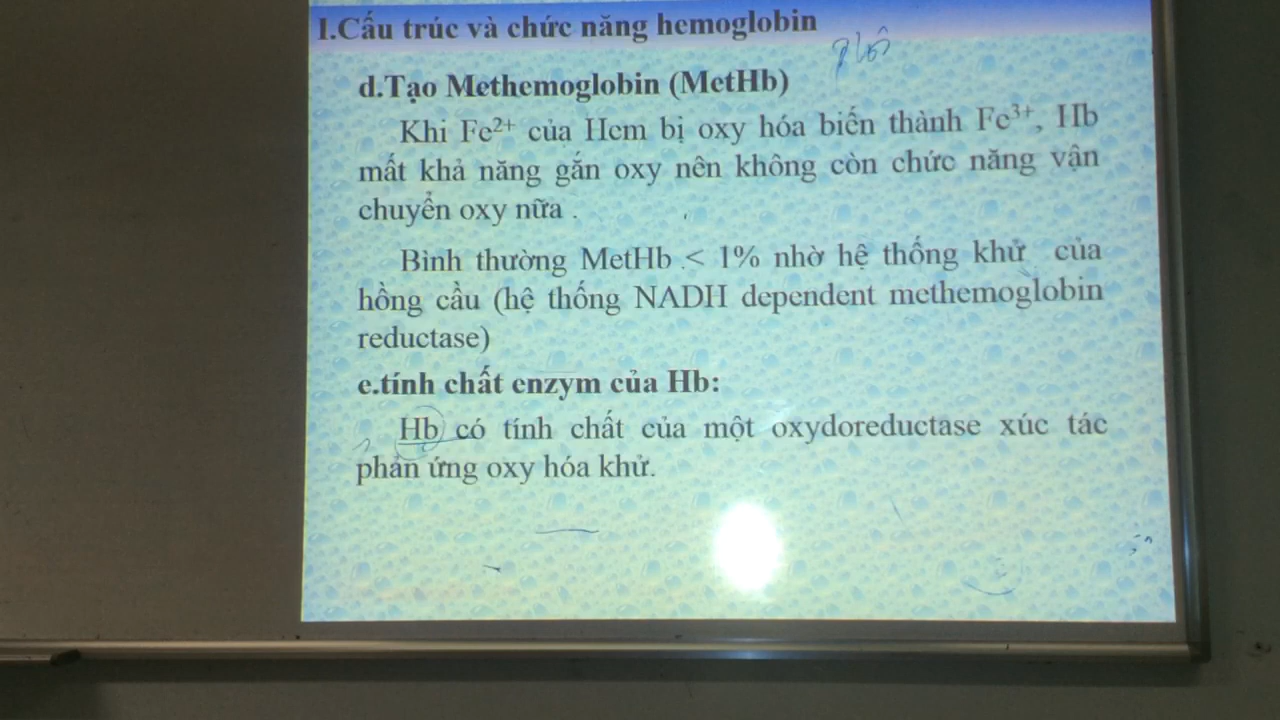 I.Cấu trúc và chức năng hemoglobin
d.Tạo Methemoglobin (MetHb)
Khi Fe²⁺ của Hem bị oxy hóa biến thành Fe³⁺, Hb
mất khả năng gắn oxy nên không còn chức năng vận
chuyển oxy nữa .
Bình thường MetHb < 1% nhờ hệ thống khử của
hồng cầu (hệ thống NADH dependent methemoglobin
reductase)
e.tính chất enzym của Hb:
Hb có tính chất của một oxydoreductase xúc tác
phản ứng oxy hóa khử.